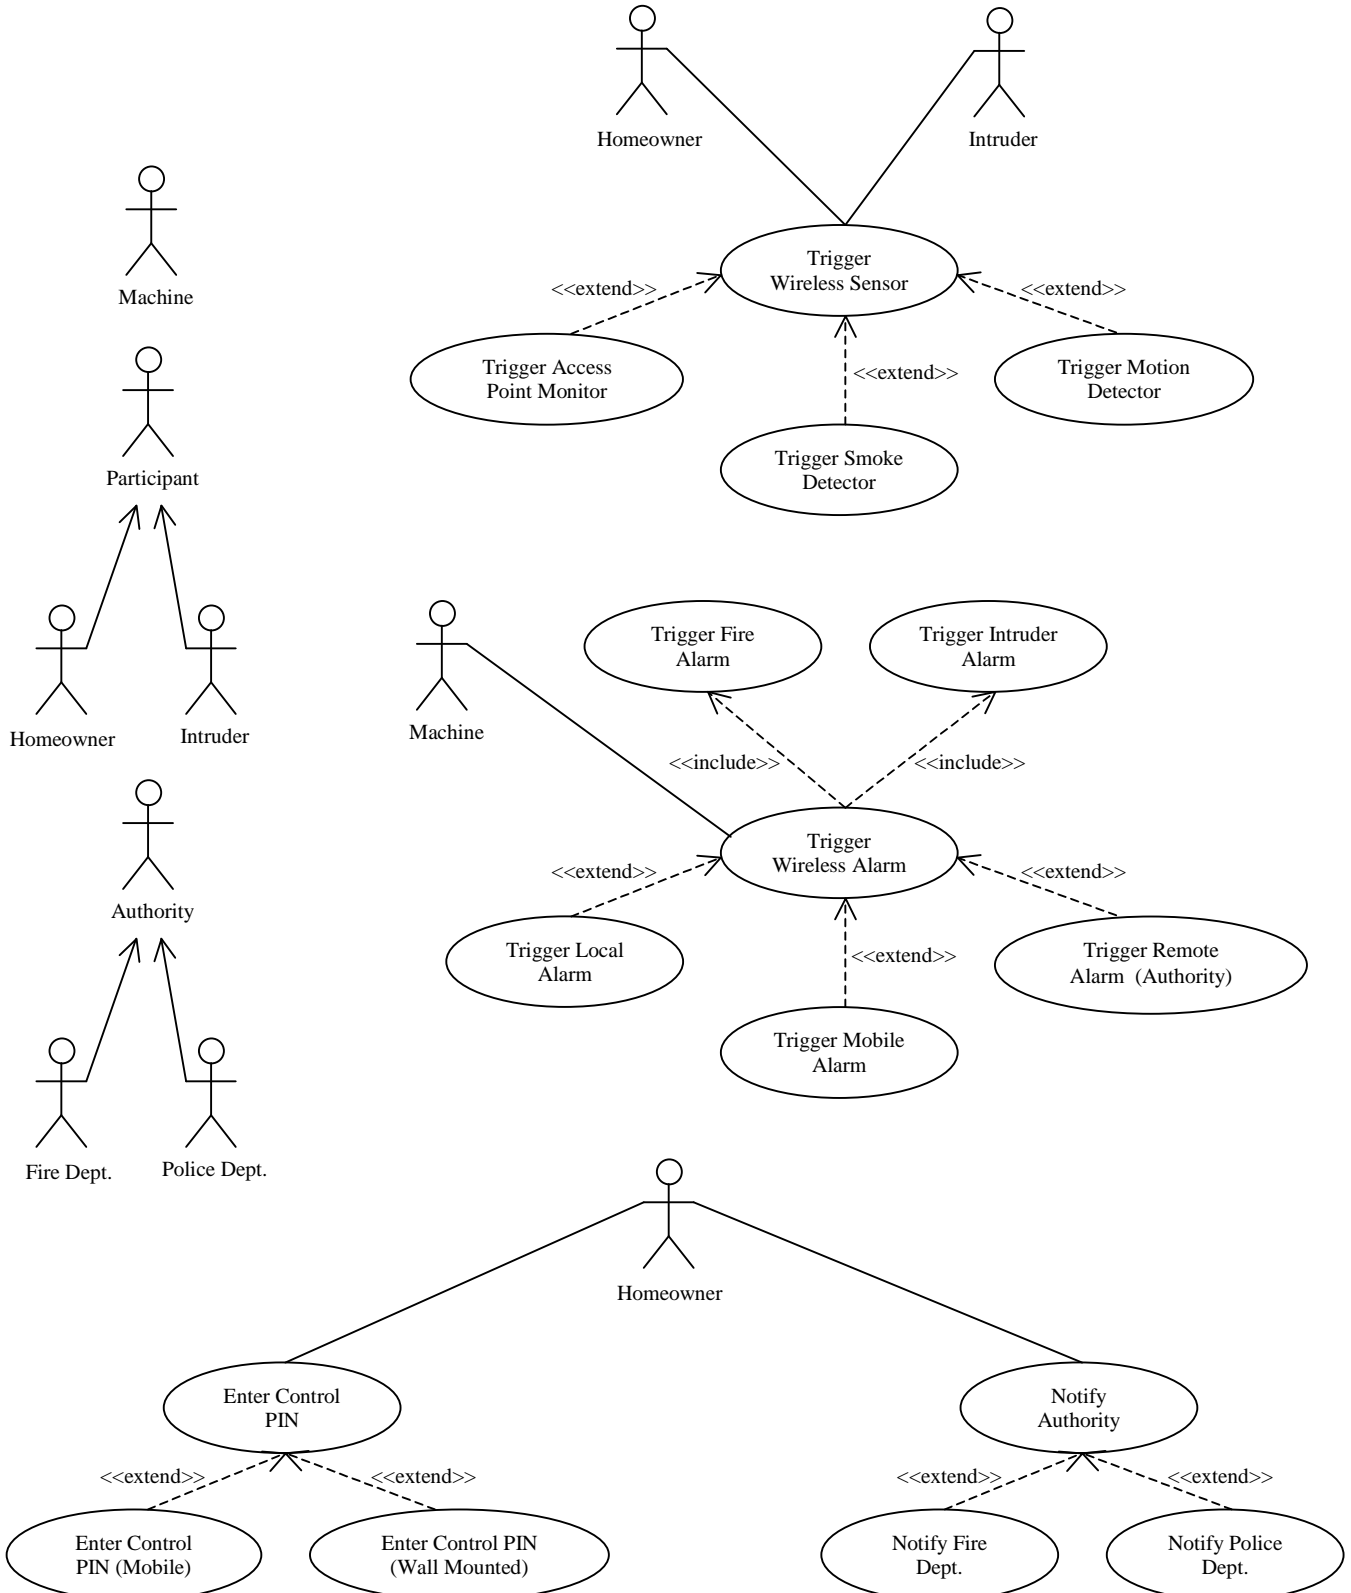 Homeowner
Intruder
Machine
Participant
Homeowner
Intruder
Authority
Fire Dept.
Police Dept.
Trigger
Wireless Sensor
<<extend>>
<<extend>>
<<extend>>
Trigger Access
Point Monitor
Trigger Smoke
Detector
Trigger Motion
Detector
Machine
Trigger Fire
Alarm
Trigger Intruder
Alarm
<<include>>
<<include>>
Trigger
Wireless Alarm
<<extend>>
<<extend>>
<<extend>>
Trigger Local
Alarm
Trigger Mobile
Alarm
Trigger Remote
Alarm (Authority)
Homeowner
Enter Control
PIN
<<extend>>
<<extend>>
Enter Control
PIN (Mobile)
Enter Control PIN
(Wall Mounted)
Notify
Authority
<<extend>>
<<extend>>
Notify Fire
Dept.
Notify Police
Dept.